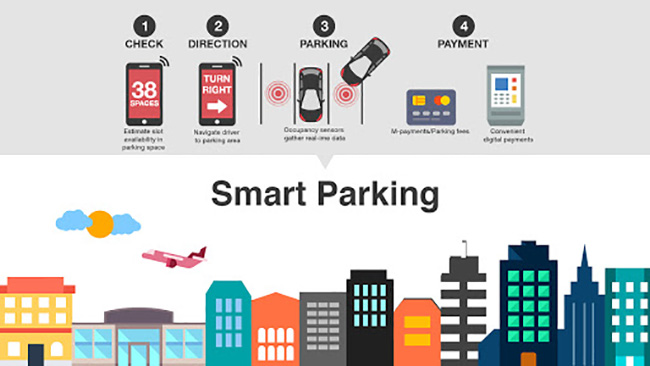 1
CHECK
38
SPACES
Estimate slot
availability in
parking space
2
DIRECTION
TURN
RIGHT
Navigate driver
to parking area
3
PARKING
Occupancy sensors
gather real-ime data
4
PAYMENT
M-payments/Parking fees
Convenient
digital payments
Smart Parking